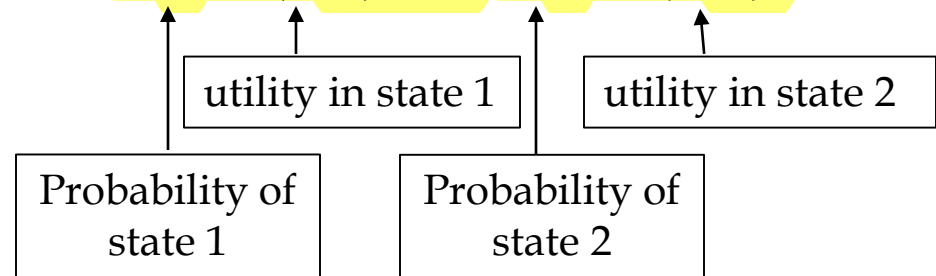 utility in state 1
utility in state 2
Probability of
state 1
Probability of
state 2